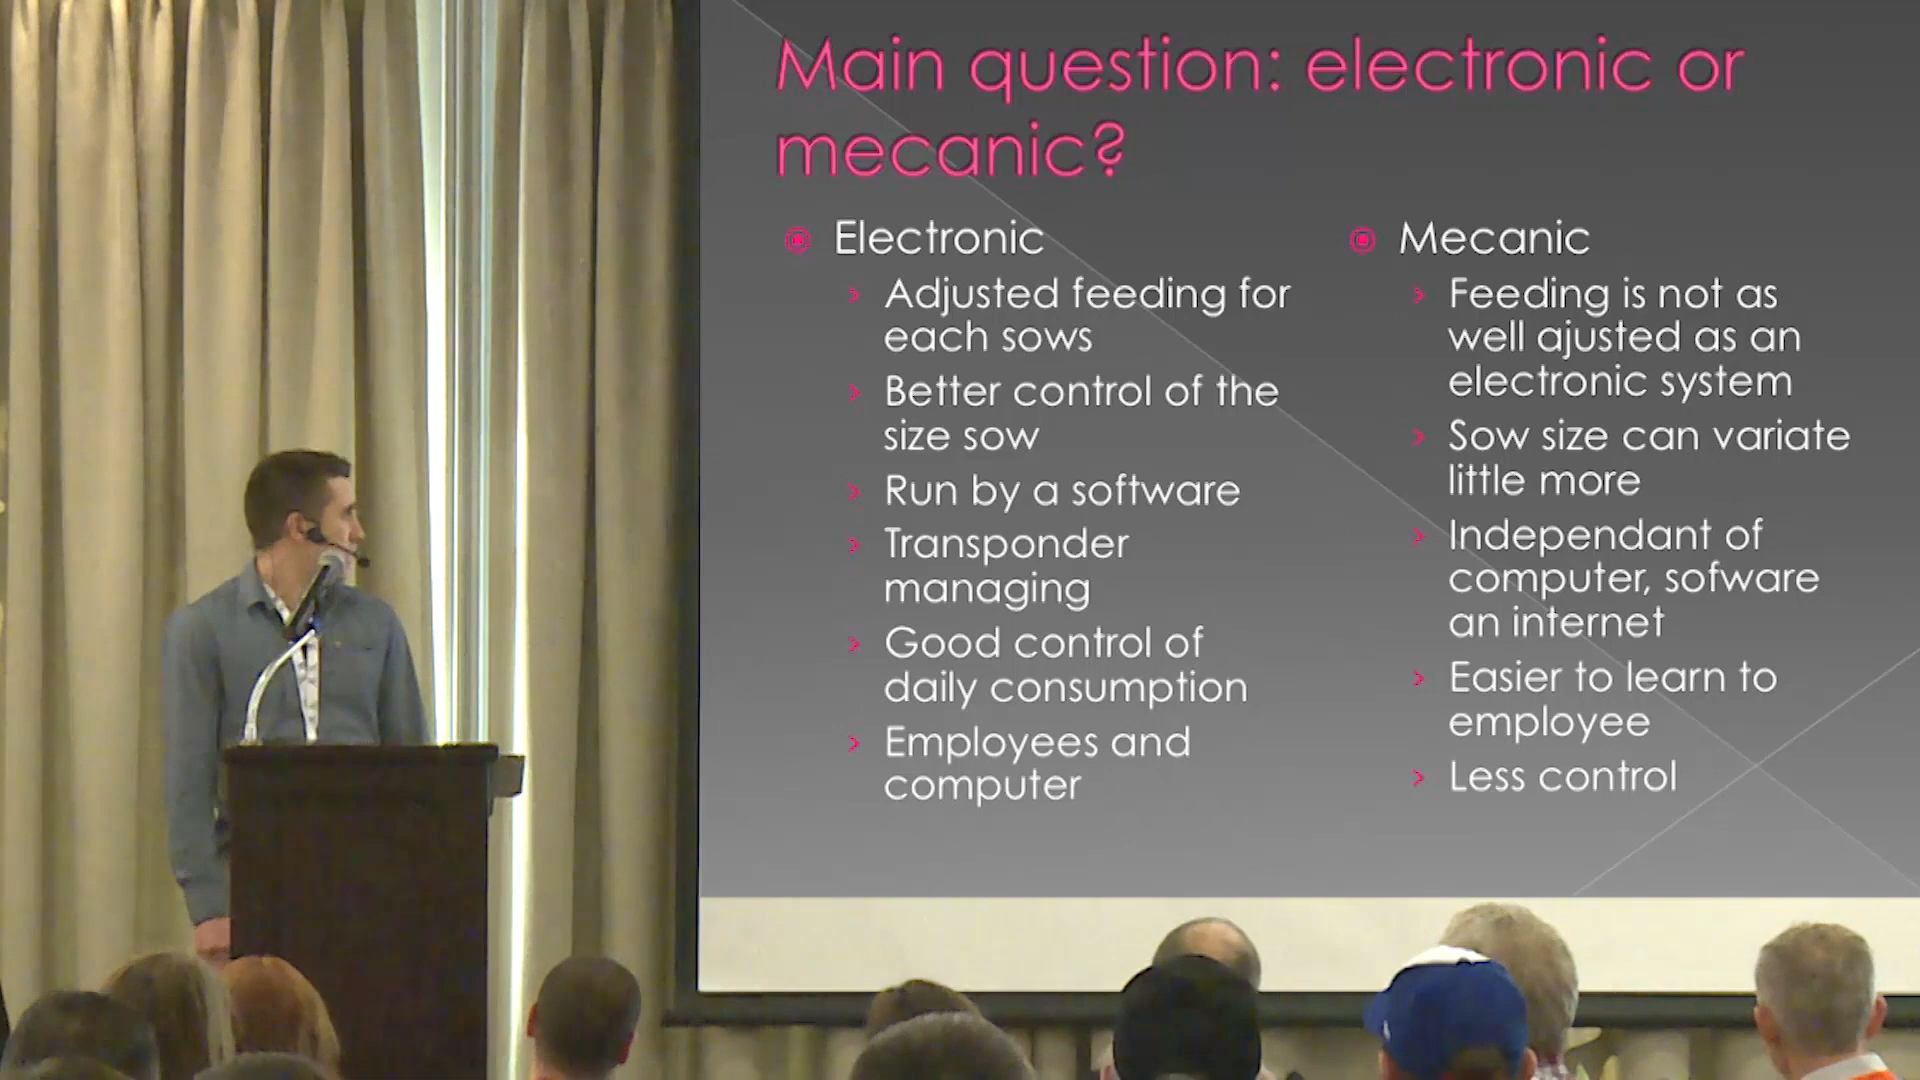 Main question: electronic or
mecanic?
Electronic
Adjusted feeding for
each sows
Better control of the
size sow
Run by a software
Transponder
managing
Good control of
daily consumption
Employees and
computer
Mecanic
Feeding is not as
well ajusted as an
electronic system
Sow size can variate
little more
Independant of
computer, sofware
an internet
Easier to learn to
employee
Less control